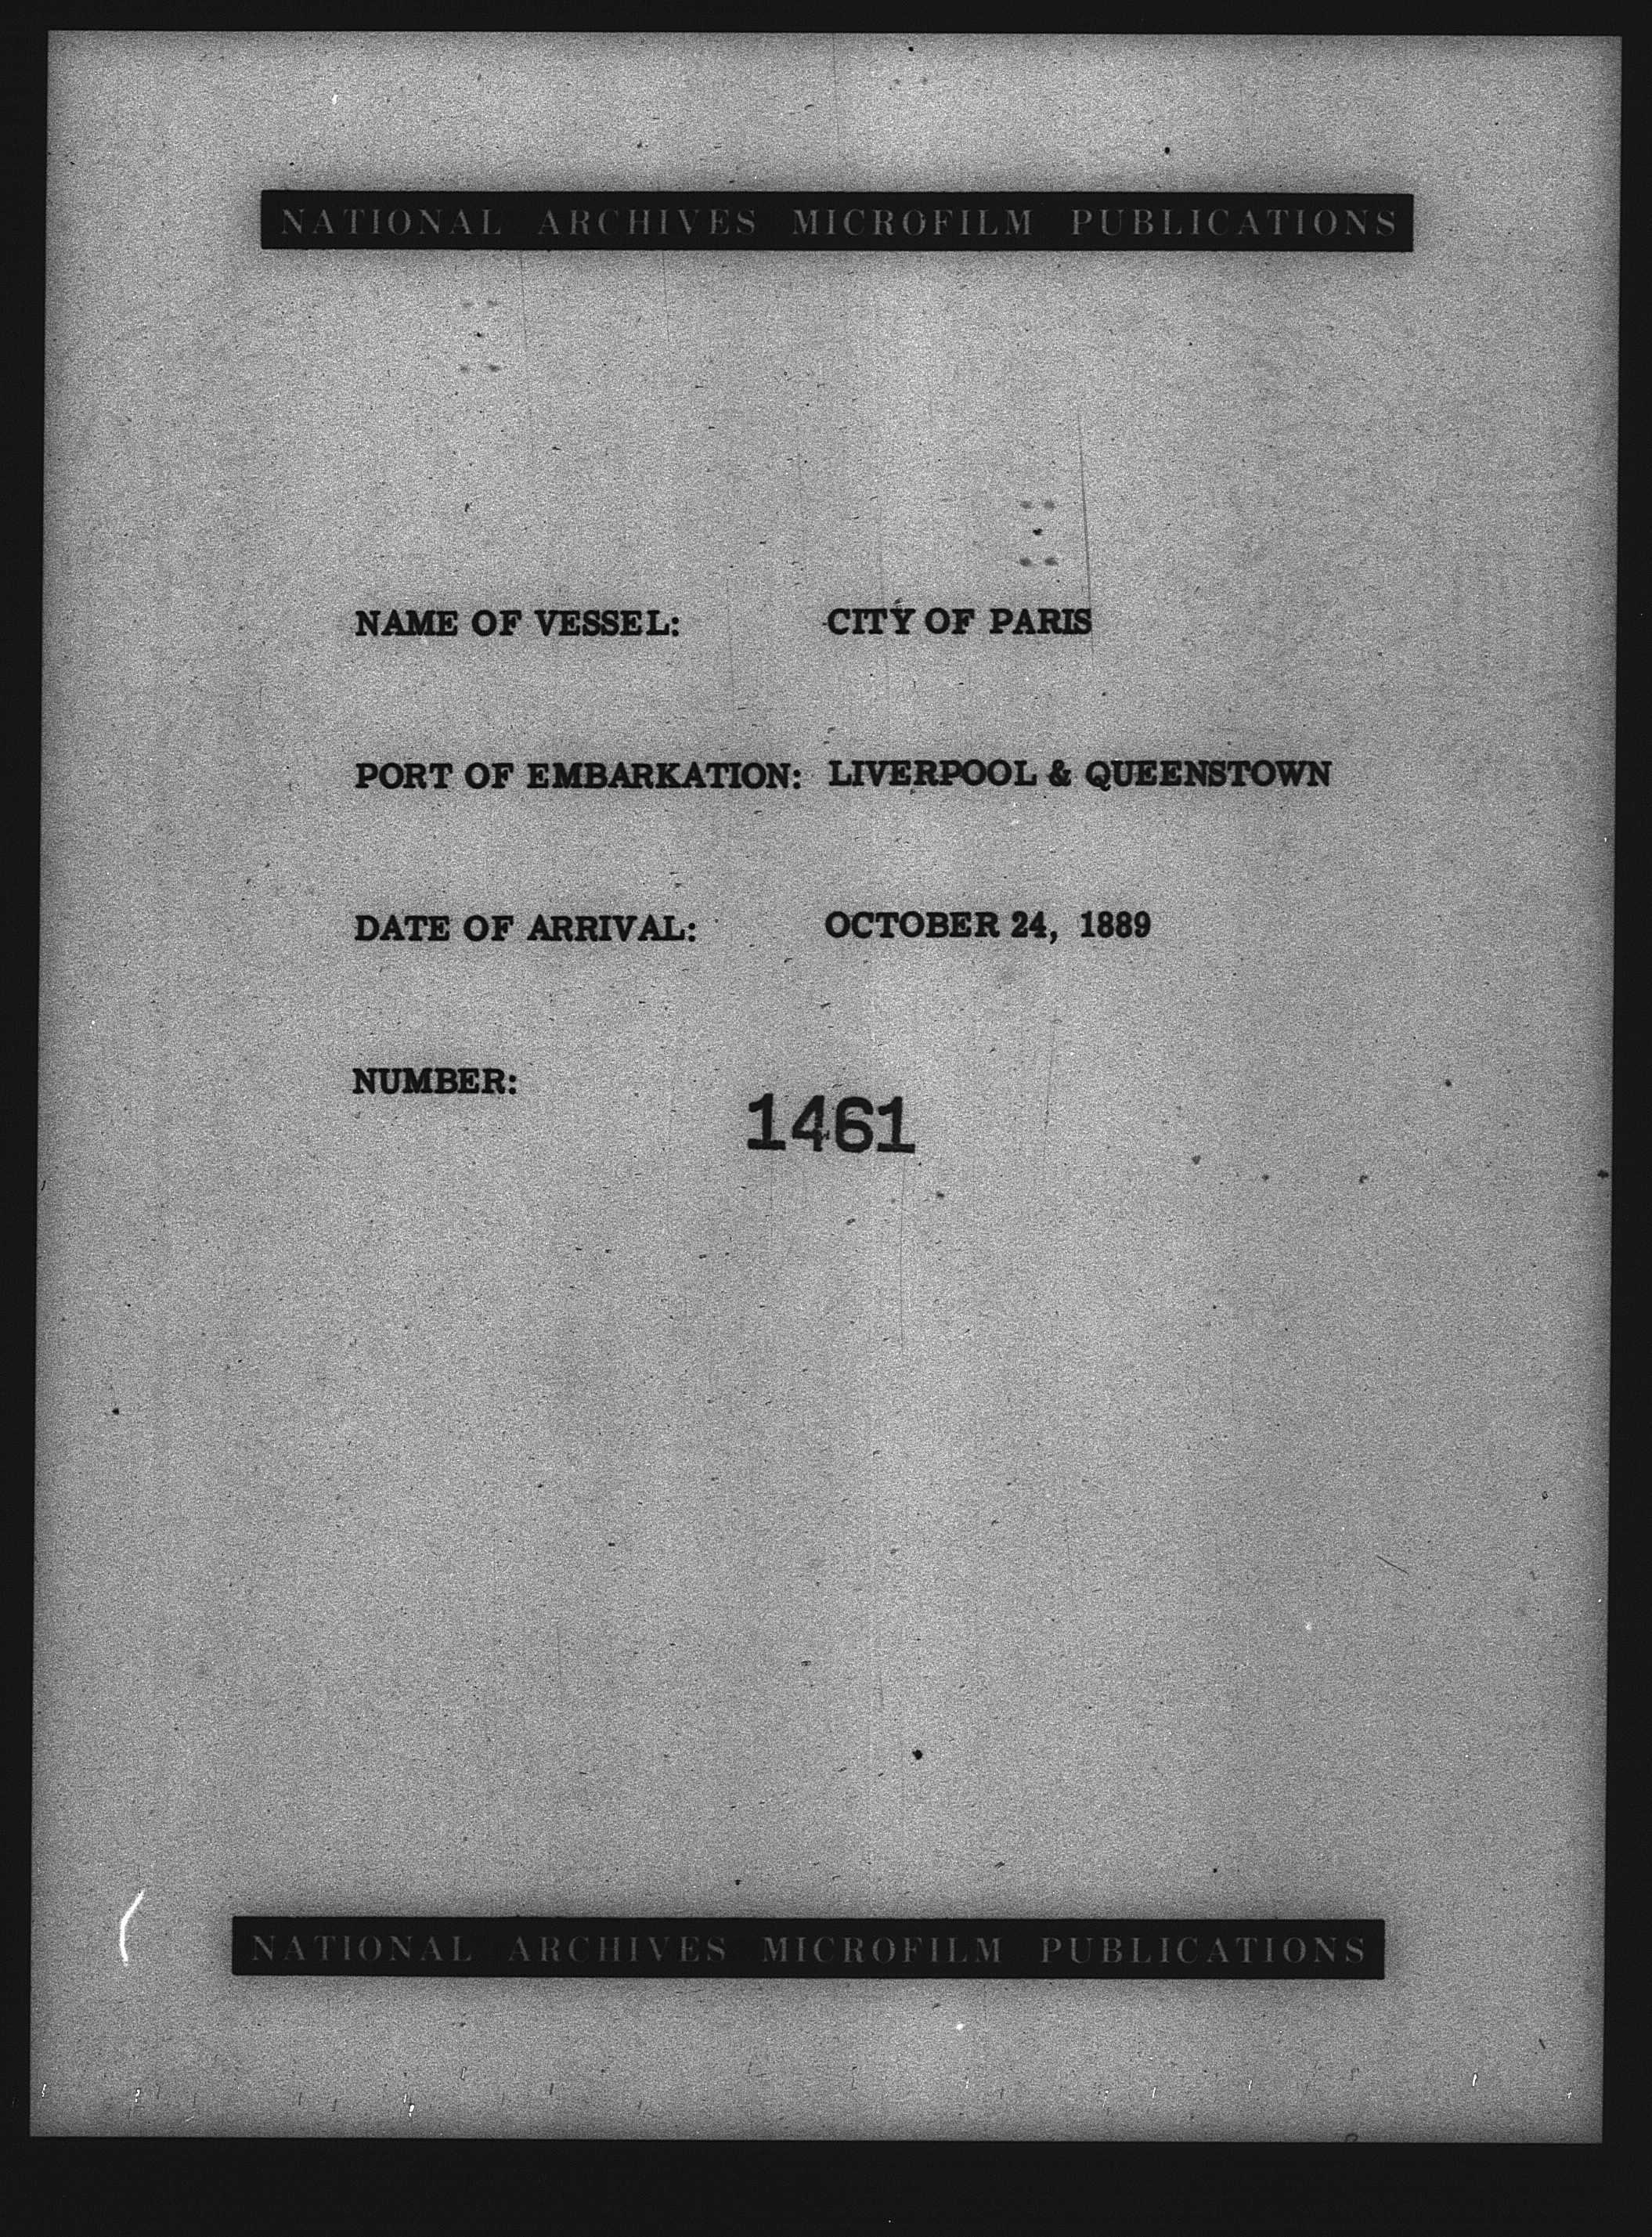 NATIONAL ARCHIVES MICROFILM PUBLICATIONS
NAME OF VESSEL: CITY OF PARIS
PORT OF EMBARKATION: LIVERPOOL & QUEENSTOWN
DATE OF ARRIVAL: OCTOBER 24, 1889
NUMBER:
1461
NATIONAL ARCHIVES MICROFILM PUBLICATIONS